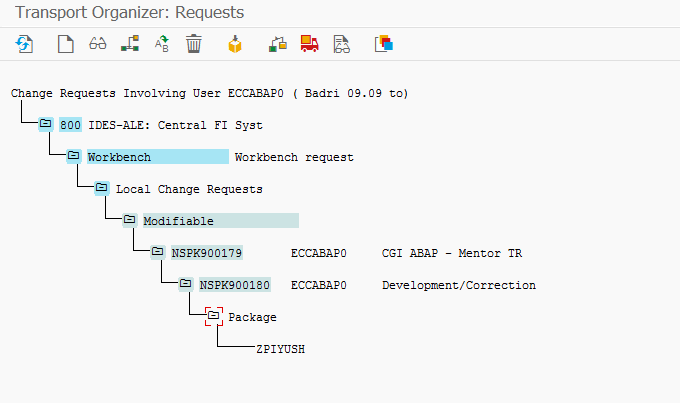 Transport Organizer: Requests
Change Requests Involving User ECCABAP0 ( Badri 09.09 to)
800 IDES-ALE: Central FI Syst
Workbench Workbench request
Local Change Requests
Modifiable
NSPK900179 ECCABAP0 CGI ABAP - Mentor TR
NSPK900180 ECCABAP0 Development/Correction
Package
ZPIYUSH